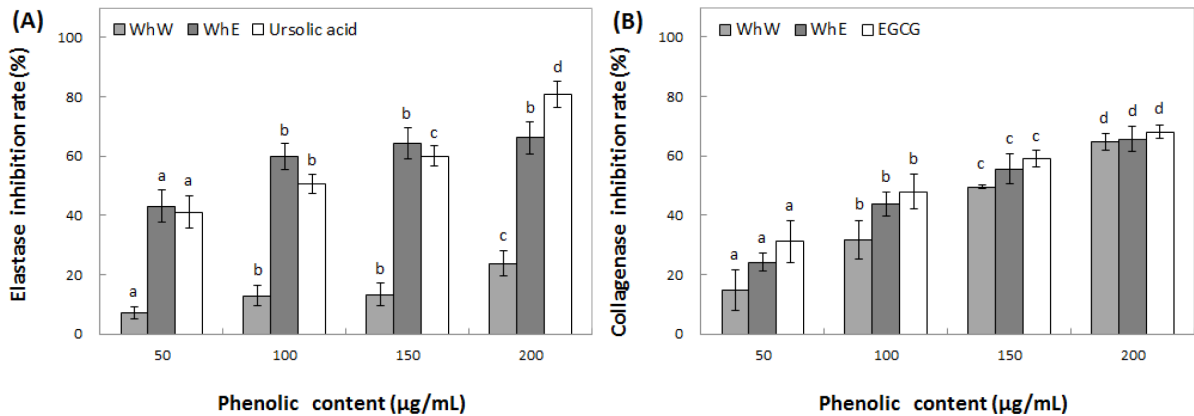 (A)
WhW WhE Ursolic acid
Elastase inhibition rate (%)
100
80
60
40
20
0
a a a
b b b
b b c
c b d
50 100 150 200
Phenolic content (µg/mL)
(B)
WhW WhE EGCG
Collagenase inhibition rate (%)
100
80
60
40
20
0
a a a
b b b
c c c
d d d
50 100 150 200
Phenolic content (µg/mL)